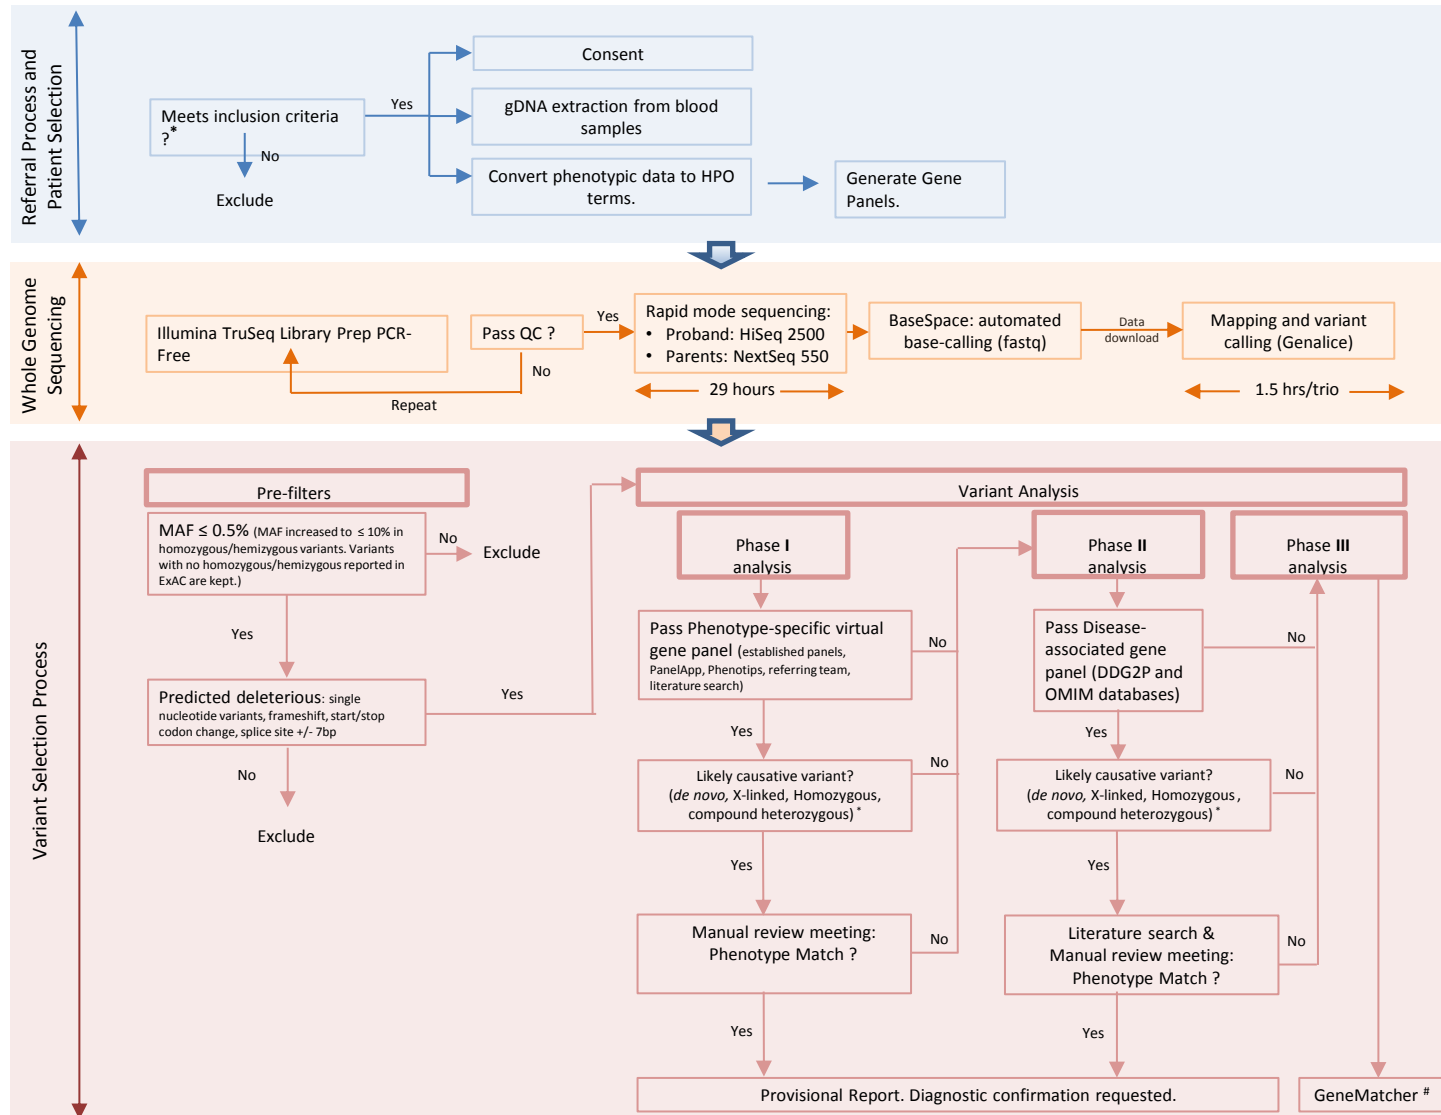 Referral Process and
Patient Selection
Meets inclusion criteria
?*
Yes
No
Exclude
Consent
gDNA extraction from blood
samples
Convert phenotypic data to HPO
terms.
Generate Gene
Panels.
Whole Genome
Sequencing
Illumina TruSeq Library Prep PCR-
Free
Pass QC ?
Yes
No
Repeat
Rapid mode sequencing:
• Proband: HiSeq 2500
• Parents: NextSeq 550
29 hours
BaseSpace: automated
base-calling (fastq)
Data
download
Mapping and variant
calling (Genalice)
1.5 hrs/trio
Variant Selection Process
Pre-filters
MAF ≤ 0.5% (MAF increased to ≤ 10% in
homozygous/hemizygous variants. Variants
with no homozygous/hemizygous reported in
ExAC are kept.)
No
Exclude
Yes
Predicted deleterious: single
nucleotide variants, frameshift, start/stop
codon change, splice site +/- 7bp
Yes
No
Exclude
Variant Analysis
Phase I
analysis
Pass Phenotype-specific virtual
gene panel (established panels,
PanelApp, Phenotips, referring team,
literature search)
No
Yes
Likely causative variant?
(de novo, X-linked, Homozygous,
compound heterozygous) *
No
Yes
Manual review meeting:
Phenotype Match ?
No
Yes
Phase II
analysis
Pass Disease-
associated gene
panel (DDG2P and
OMIM databases)
No
Yes
Likely causative variant?
(de novo, X-linked, Homozygous,
compound heterozygous) *
No
Yes
Literature search &
Manual review meeting:
Phenotype Match ?
No
Yes
Phase III
analysis
Provisional Report. Diagnostic confirmation requested.
GeneMatcher #